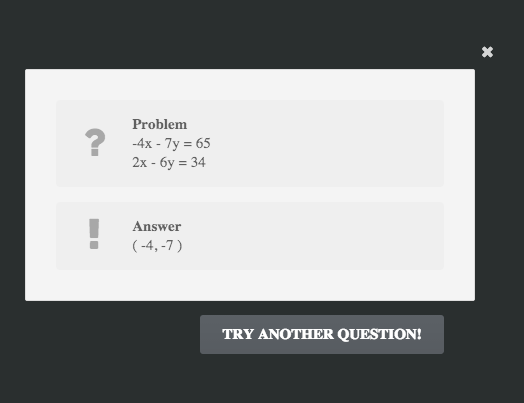 Problem
-4x - 7y = 65
2x - 6y = 34
Answer
( -4, -7 )
TRY ANOTHER QUESTION!